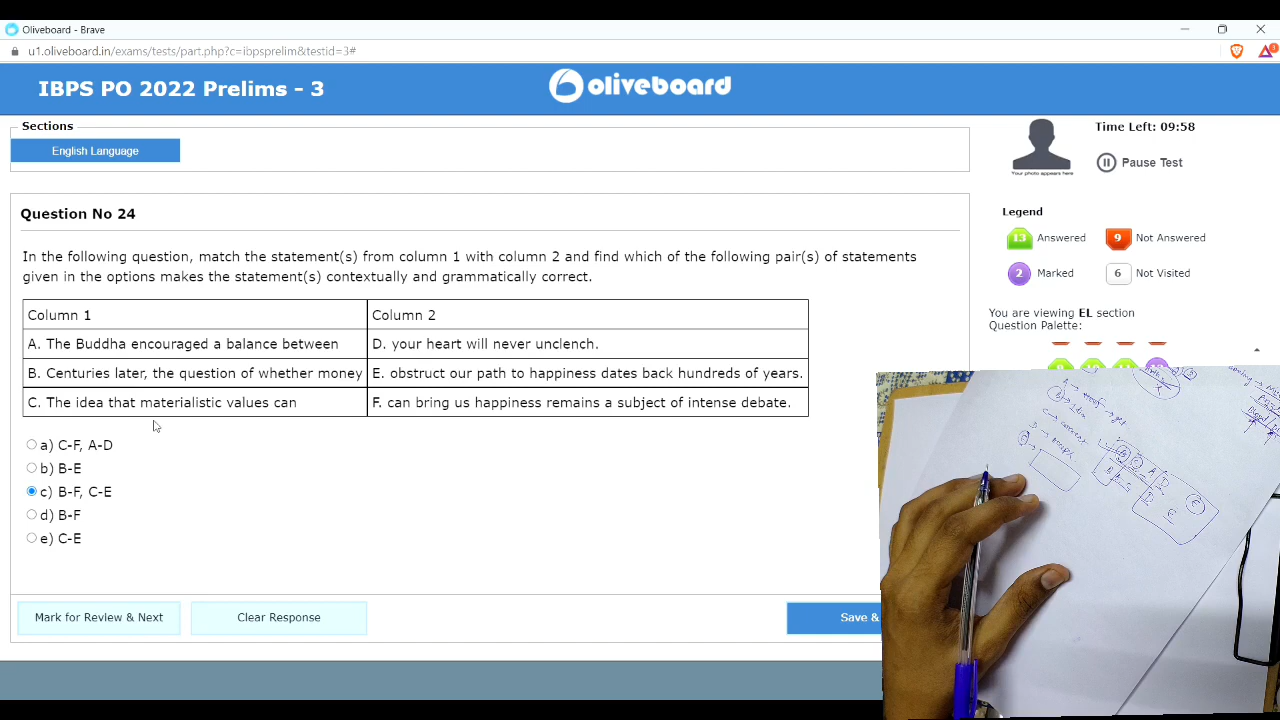 Oliveboard - Brave
u1.oliveboard.in/exams/tests/part.php?c=ibpsprelim&testid=3#
3
IBPS PO 2022 Prelims - 3
oliveboard
Sections
English Language
Your photo appears here
Time Left: 09:58
Pause Test
Question No 24
Legend
13 Answered
9 Not Answered
2 Marked
6 Not Visited
You are viewing EL section
Question Palette:
In the following question, match the statement(s) from column 1 with column 2 and find which of the following pair(s) of statements
given in the options makes the statement(s) contextually and grammatically correct.
Column 1 Column 2
A. The Buddha encouraged a balance between D. your heart will never unclench.
B. Centuries later, the question of whether money E. obstruct our path to happiness dates back hundreds of years.
C. The idea that materialistic values can F. can bring us happiness remains a subject of intense debate.
a) C-F, A-D
b) B-E
c) B-F, C-E
d) B-F
e) C-E
Mark for Review & Next
Clear Response
Save &